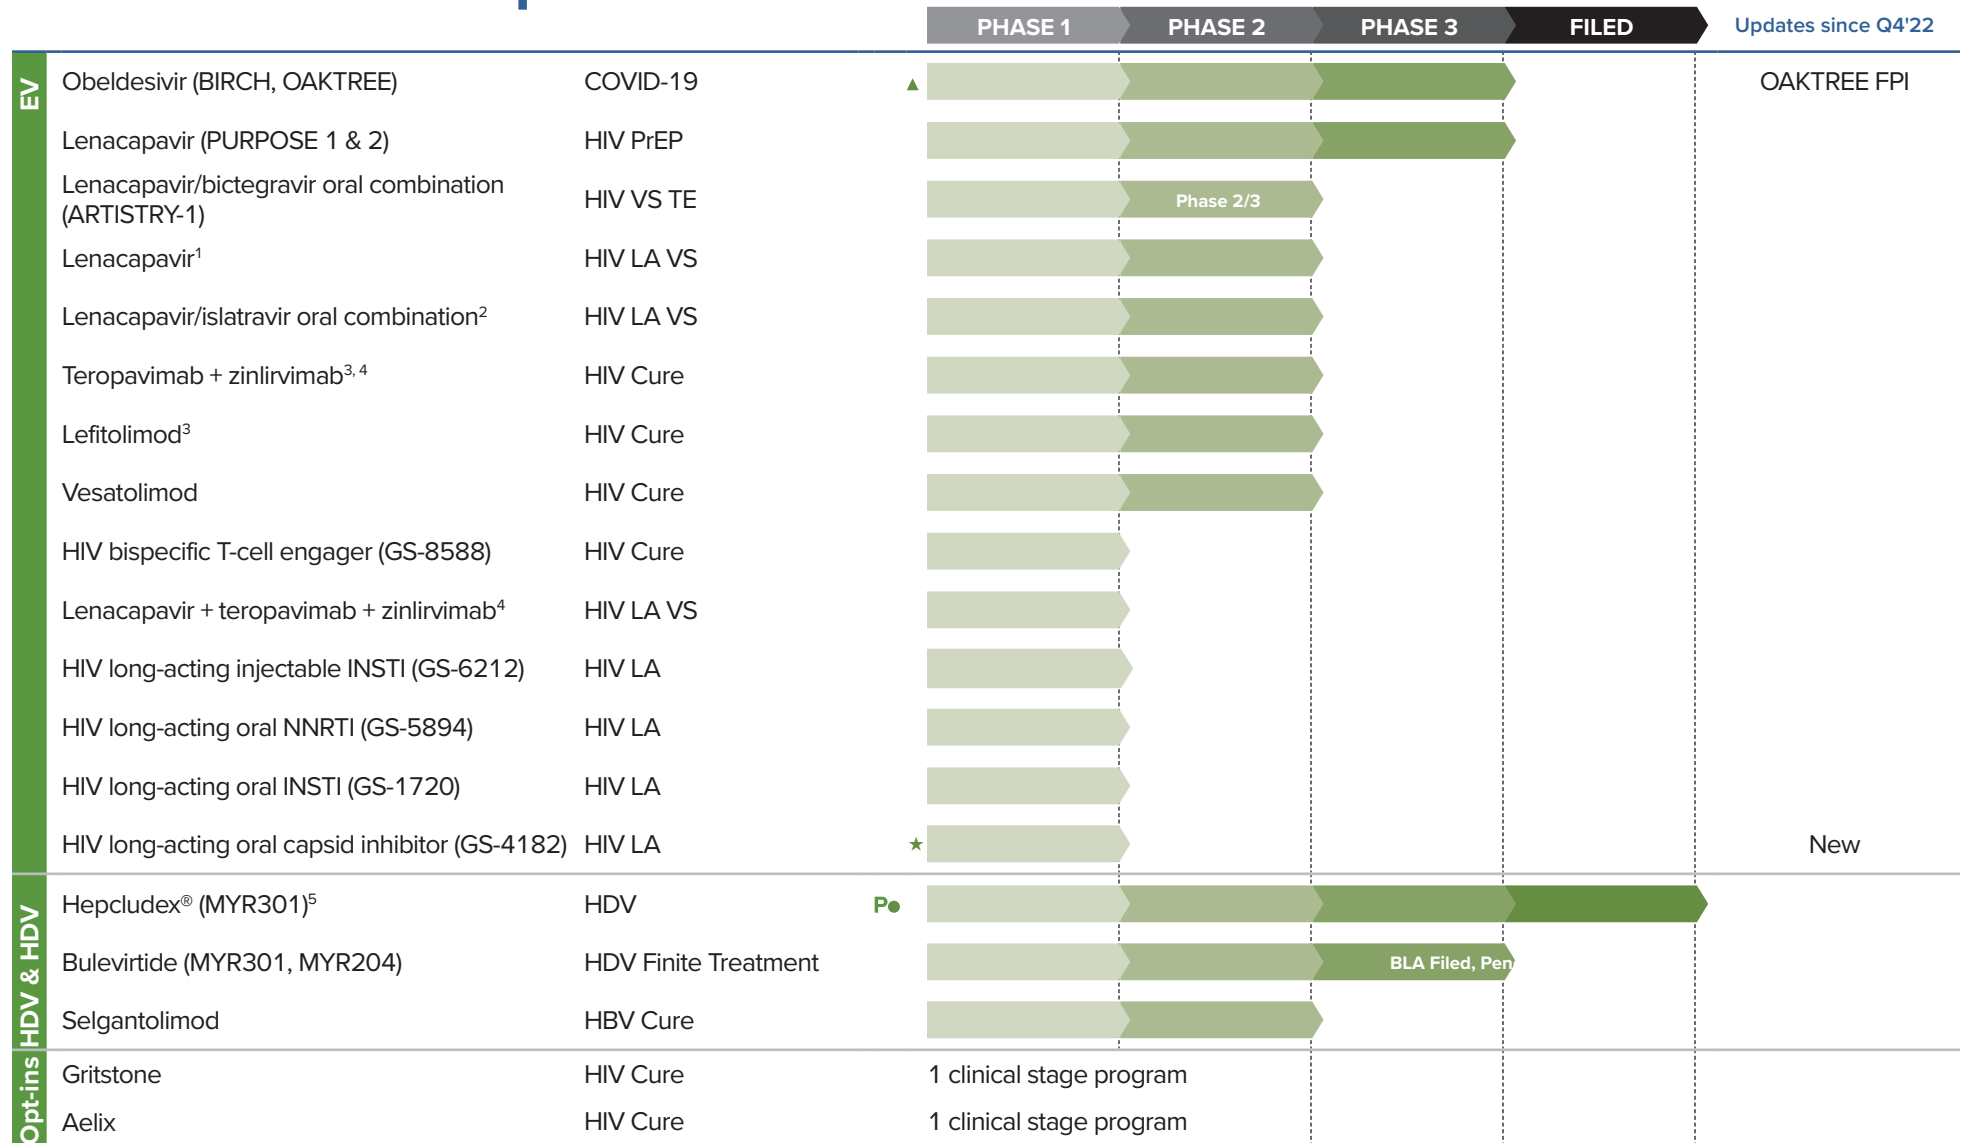 PHASE 1 PHASE 2 PHASE 3 FILED Updates since Q4'22
EV
Obeldesivir (BIRCH, OAKTREE) COVID-19 OAKTREE FPI
Lenacapavir (PURPOSE 1 & 2) HIV PrEP
Lenacapavir/bictegravir oral combination
(ARTISTRY-1) HIV VS TE Phase 2/3
Lenacapavir1 HIV LA VS
Lenacapavir/islatravir oral combination2 HIV LA VS
Teropavimab + zinlirvimab3, 4 HIV Cure
Lefitolimod3 HIV Cure
Vesatolimod HIV Cure
HIV bispecific T-cell engager (GS-8588) HIV Cure
Lenacapavir + teropavimab + zinlirvimab4 HIV LA VS
HIV long-acting injectable INSTI (GS-6212) HIV LA
HIV long-acting oral NNRTI (GS-5894) HIV LA
HIV long-acting oral INSTI (GS-1720) HIV LA
HIV long-acting oral capsid inhibitor (GS-4182) HIV LA ★ New
HDV & HDV
Hepcludex® (MYR301)5 HDV P●
Bulevirtide (MYR301, MYR204) HDV Finite Treatment BLA Filed,
Selgantolimod HBV Cure
Opt-ins
Gritstone HIV Cure 1 clinical stage program
Aelix HIV Cure 1 clinical stage program